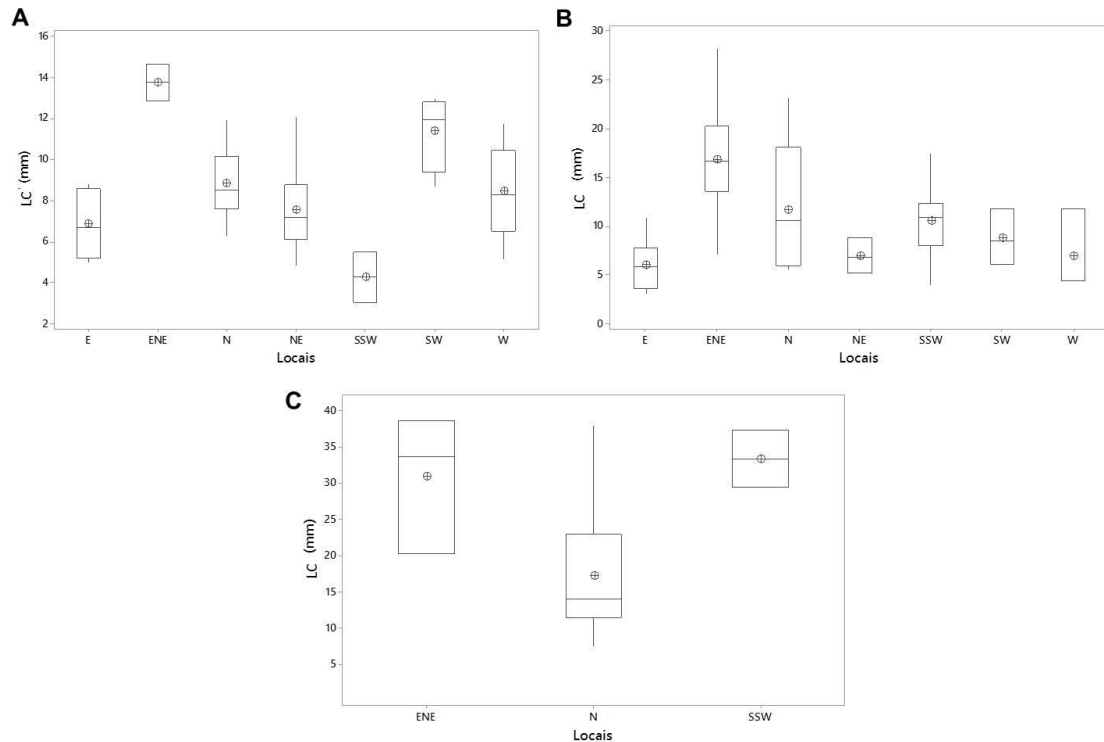 A
LC' (mm)
16
14
12
10
8
6
4
2
E ENE N NE SSW SW W
Locais
B
LC (mm)
30
25
20
15
10
5
0
E ENE N NE SSW SW W
Locais
C
LC (mm)
40
35
30
25
20
15
10
5
ENE N SSW
Locais